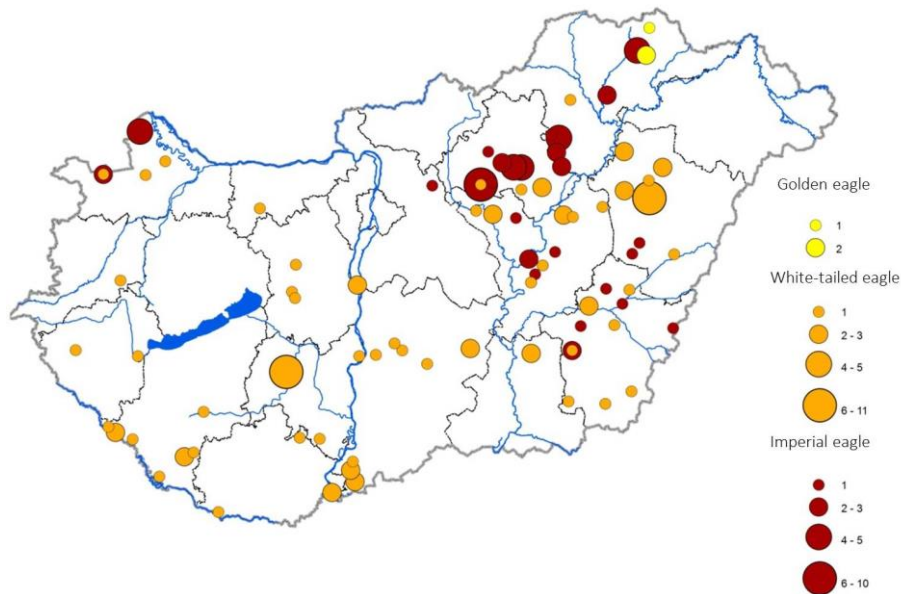 Golden eagle
1
2
White-tailed eagle
1
2 - 3
4 - 5
6 - 11
Imperial eagle
1
2 - 3
4 - 5
6 - 10